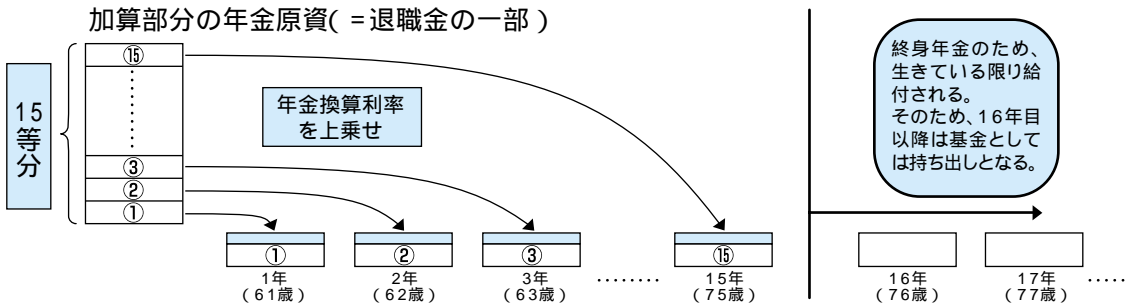 加算部分の年金原資(=退職金の一部)
15等分
⑮
③
②
①
年金換算利率
を上乗せ
終身年金のため、
生きている限り給
付される。
そのため、16年目
以降は基金として
は持ち出しとなる。
① ② ③ ⑮
1年 2年 3年 ········ 15年 16年 17年 ·····
(61歳) (62歳) (63歳) (75歳) (76歳) (77歳)